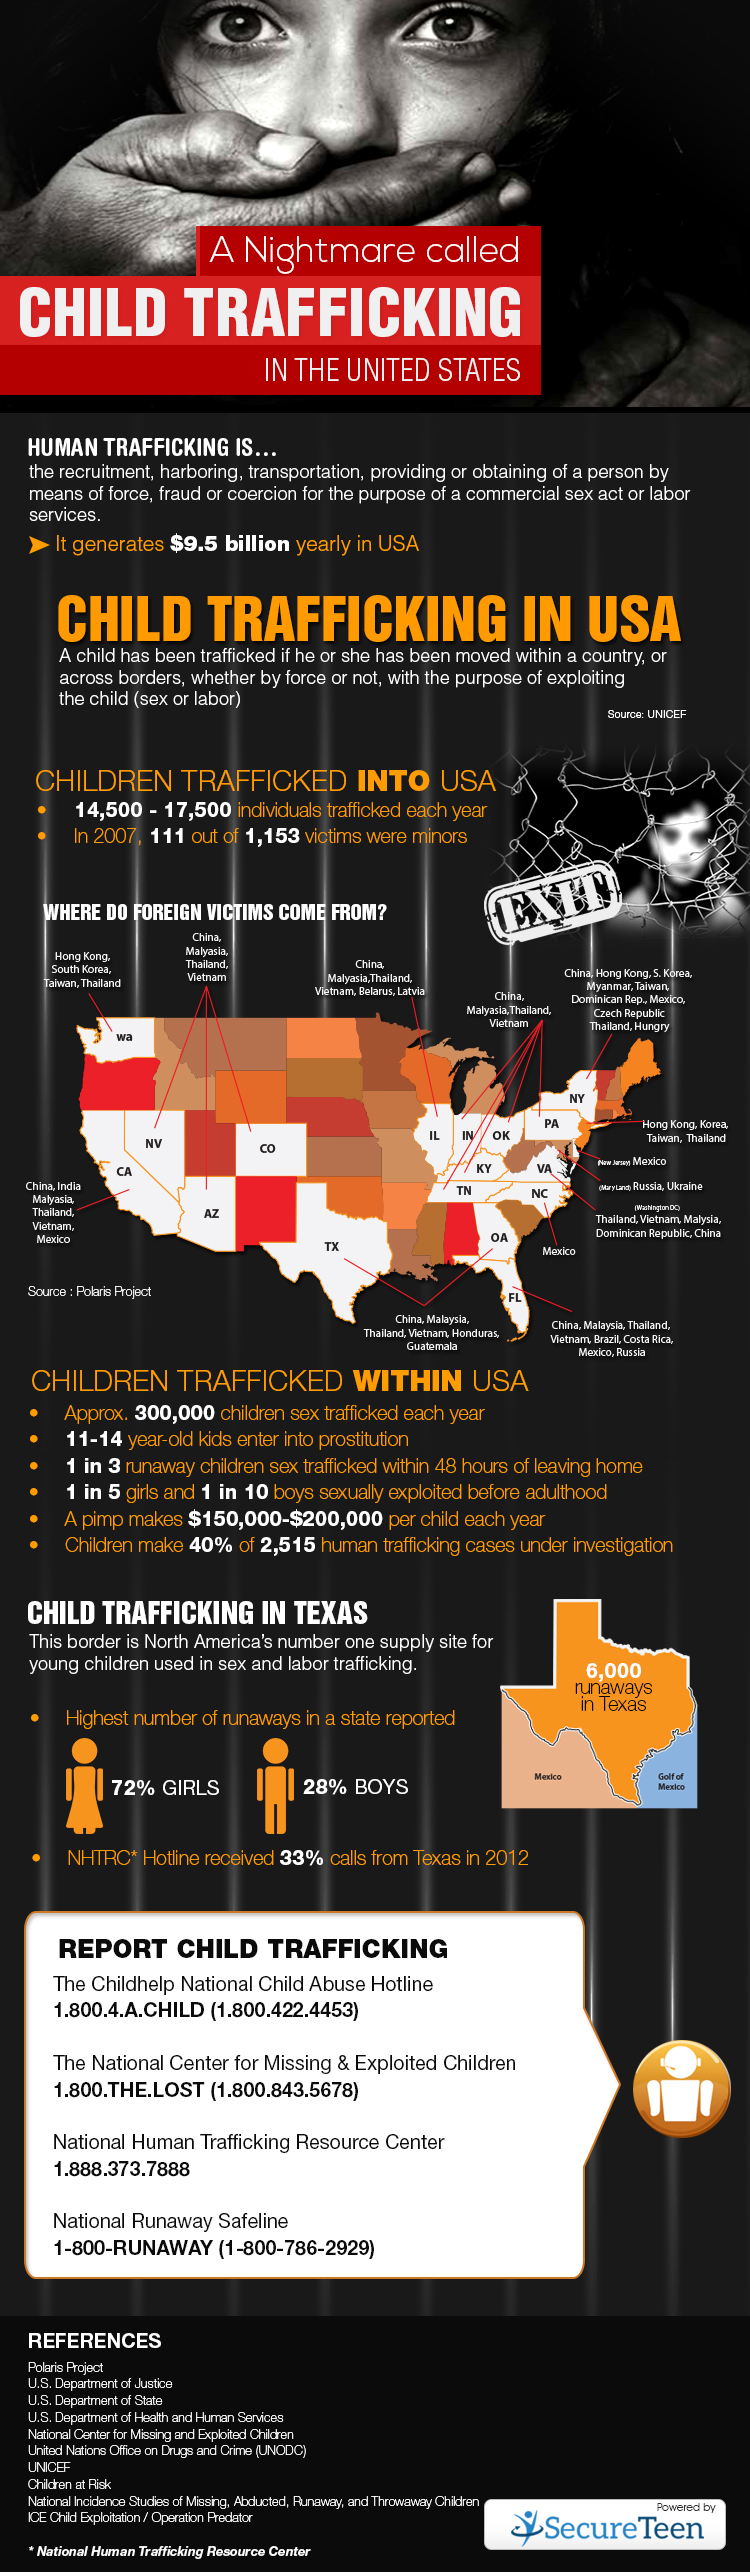 A Nightmare called
CHILD TRAFFICKING
IN THE UNITED STATES
HUMAN TRAFFICKING IS...
the recruitment, harboring, transportation, providing or obtaining of a person by
means of force, fraud or coercion for the purpose of a commercial sex act or labor
services.
It generates $9.5 billion yearly in USA
CHILD TRAFFICKING IN USA
A child has been trafficked if he or she has been moved within a country, or
across borders, whether by force or not, with the purpose of exploiting
the child (sex or labor)
Source: UNICEF
CHILDREN TRAFFICKED INTO USA
• 14,500 - 17,500 individuals trafficked each year
• In 2007, 111 out of 1,153 victims were minors
EXIT
WHERE DO FOREIGN VICTIMS COME FROM?
Hong Kong,
South Korea,
Taiwan, Thailand
China,
Malyasia,
Thailand,
Vietnam
China,
Malyasia,Thailand,
Vietnam, Belarus, Latvia
China,
Malyasia,Thailand,
Vietnam
China, Hong Kong, S. Korea,
Myanmar, Taiwan,
Dominican Rep., Mexico,
Czech Republic
Thailand, Hungry
wa
NV
CA
CO
AZ
TX
IL
IN
OK
KY
TN
PA
NY
VA
NC
OA
FL
Hong Kong, Korea,
Taiwan, Thailand
(New Jersey) Mexico
(Mary Land) Russia, Ukraine
(Washington DC)
Thailand, Vietnam, Malysia,
Dominican Republic, China
Mexico
China, India
Malyasia,
Thailand,
Vietnam,
Mexico
Source : Polaris Project
China, Malaysia,
Thailand, Vietnam, Honduras,
Guatemala
China, Malaysia, Thailand,
Vietnam, Brazil, Costa Rica,
Mexico, Russia
CHILDREN TRAFFICKED WITHIN USA
• Approx. 300,000 children sex trafficked each year
• 11-14 year-old kids enter into prostitution
• 1 in 3 runaway children sex trafficked within 48 hours of leaving home
• 1 in 5 girls and 1 in 10 boys sexually exploited before adulthood
• A pimp makes $150,000-$200,000 per child each year
• Children make 40% of 2,515 human trafficking cases under investigation
CHILD TRAFFICKING IN TEXAS
This border is North America's number one supply site for
young children used in sex and labor trafficking.
6,000
runaways
in Texas
Mexico
Gulf of
Mexico
• Highest number of runaways in a state reported
72% GIRLS
28% BOYS
• NHTRC* Hotline received 33% calls from Texas in 2012
REPORT CHILD TRAFFICKING
The Childhelp National Child Abuse Hotline
1.800.4.A.CHILD (1.800.422.4453)
The National Center for Missing & Exploited Children
1.800.THE.LOST (1.800.843.5678)
National Human Trafficking Resource Center
1.888.373.7888
National Runaway Safeline
1-800-RUNAWAY (1-800-786-2929)
REFERENCES
Polaris Project
U.S. Department of Justice
U.S. Department of State
U.S. Department of Health and Human Services
National Center for Missing and Exploited Children
United Nations Office on Drugs and Crime (UNODC)
UNICEF
Children at Risk
National Incidence Studies of Missing, Abducted, Runaway, and Throwaway Children
ICE Child Exploitation / Operation Predator
* National Human Trafficking Resource Center
Powered by
SecureTeen